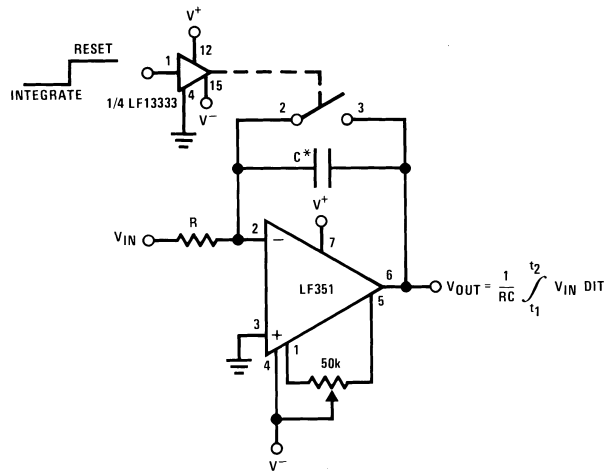 V+
12
RESET
1
4
15
INTEGRATE
1/4 LF13333
V−
2
3
C*
V+
R
VIN
2
−
7
LF351
6
VOUT = 1/RC ∫ t1 t2 VIN DIT
5
3
+
4
1
50k
V−